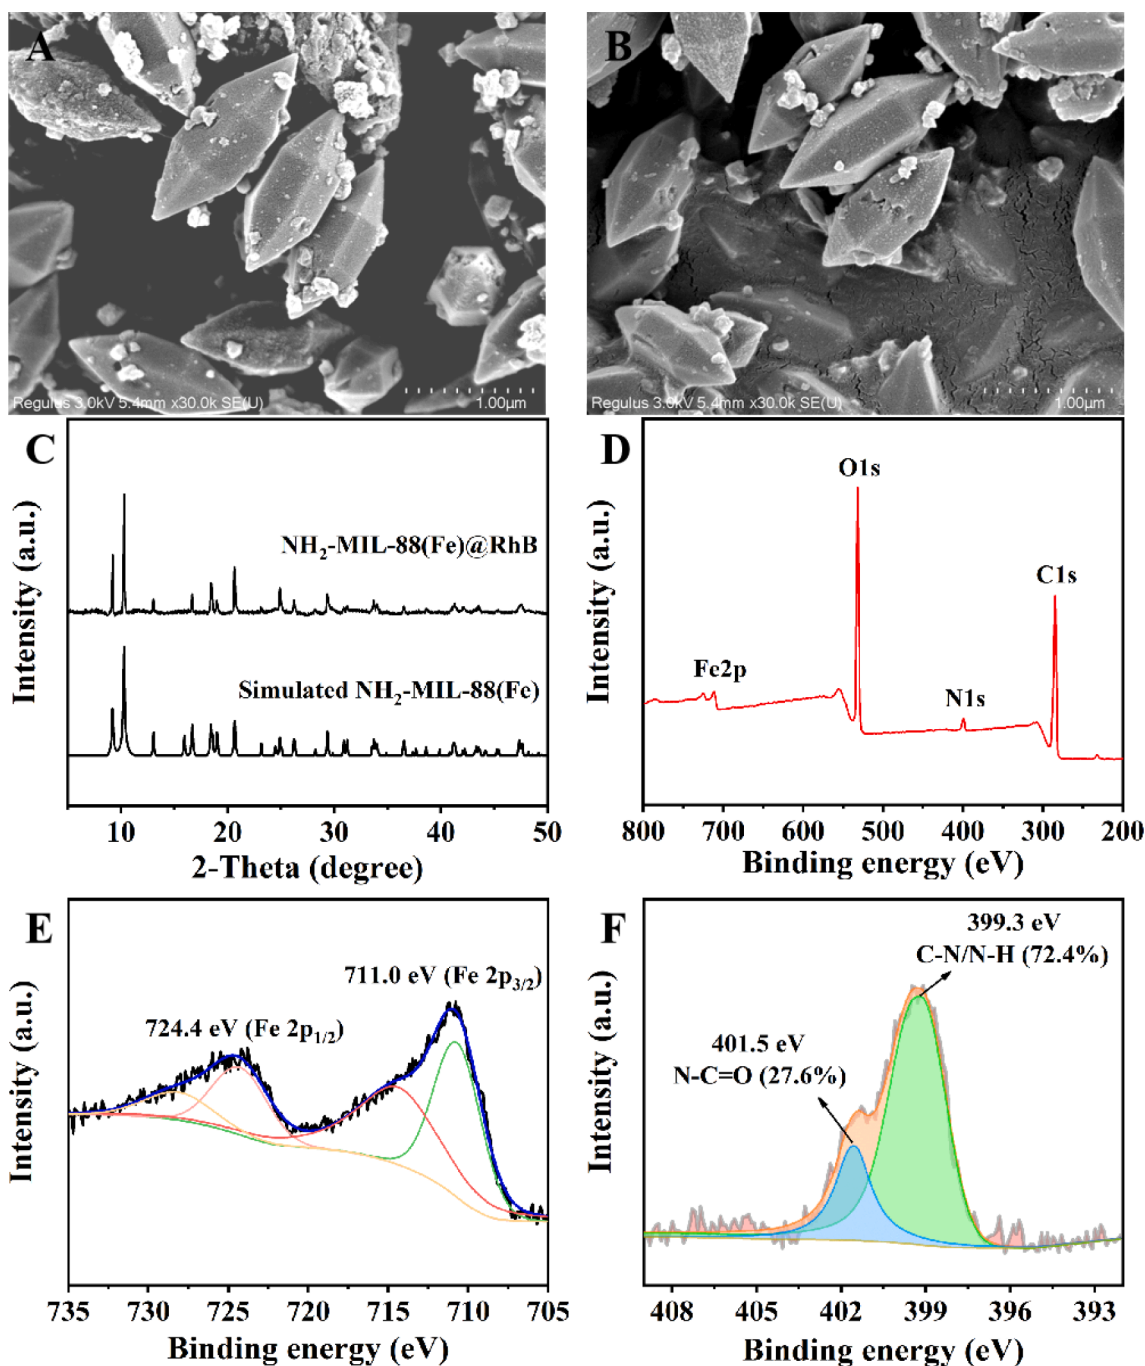 A
Regulus 3.0kV 5.4mm x30.0k SE(U)
1.00μm
B
Regulus 3.0kV 5.4mm x30.0k SE(U)
1.00μm
C
Intensity (a.u.)
NH₂-MIL-88(Fe)@RhB
Simulated NH₂-MIL-88(Fe)
10 20 30 40 50
2-Theta (degree)
D
Intensity (a.u.)
O1s
C1s
Fe2p
N1s
800 700 600 500 400 300 200
Binding energy (eV)
E
Intensity (a.u.)
711.0 eV (Fe 2p₃/₂)
724.4 eV (Fe 2p₁/₂)
735 730 725 720 715 710 705
Binding energy (eV)
F
Intensity (a.u.)
399.3 eV
C-N/N-H (72.4%)
401.5 eV
N-C=O (27.6%)
408 405 402 399 396 393
Binding energy (eV)